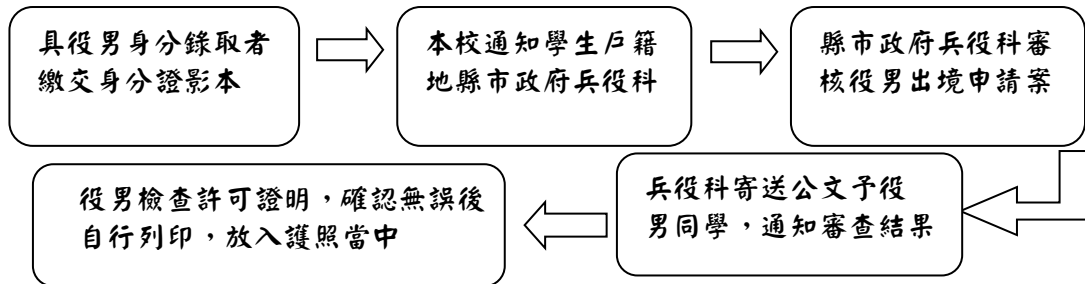 具役男身分錄取者
繳交身分證影本
本校通知學生戶籍
地縣市政府兵役科
縣市政府兵役科審
核役男出境申請案
兵役科寄送公文予役
男同學，通知審查結果
役男檢查許可證明，確認無誤後
自行列印，放入護照當中